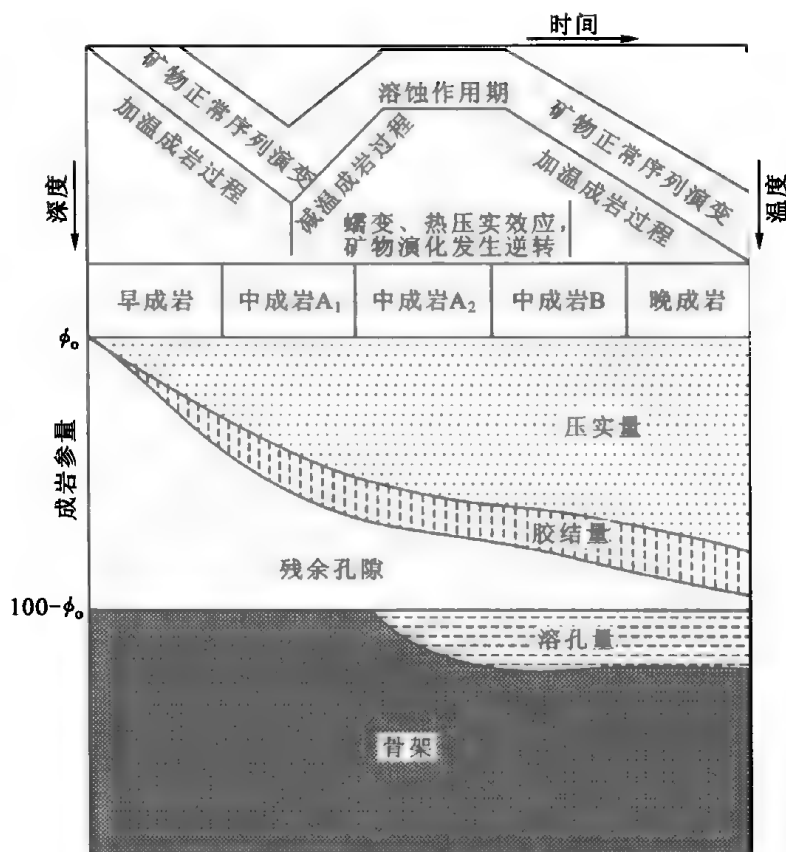 时间
矿物正常序列演变
加温成岩过程
减温成岩过程
溶蚀作用期
矿物正常序列演变
加温成岩过程
深度
温度
蠕变、热压实效应,
矿物演化发生逆转
早成岩
中成岩A₁
中成岩A₂
中成岩B
晚成岩
ϕₒ
压实量
成岩参量
胶结量
残余孔隙
100-ϕₒ
溶孔量
骨架